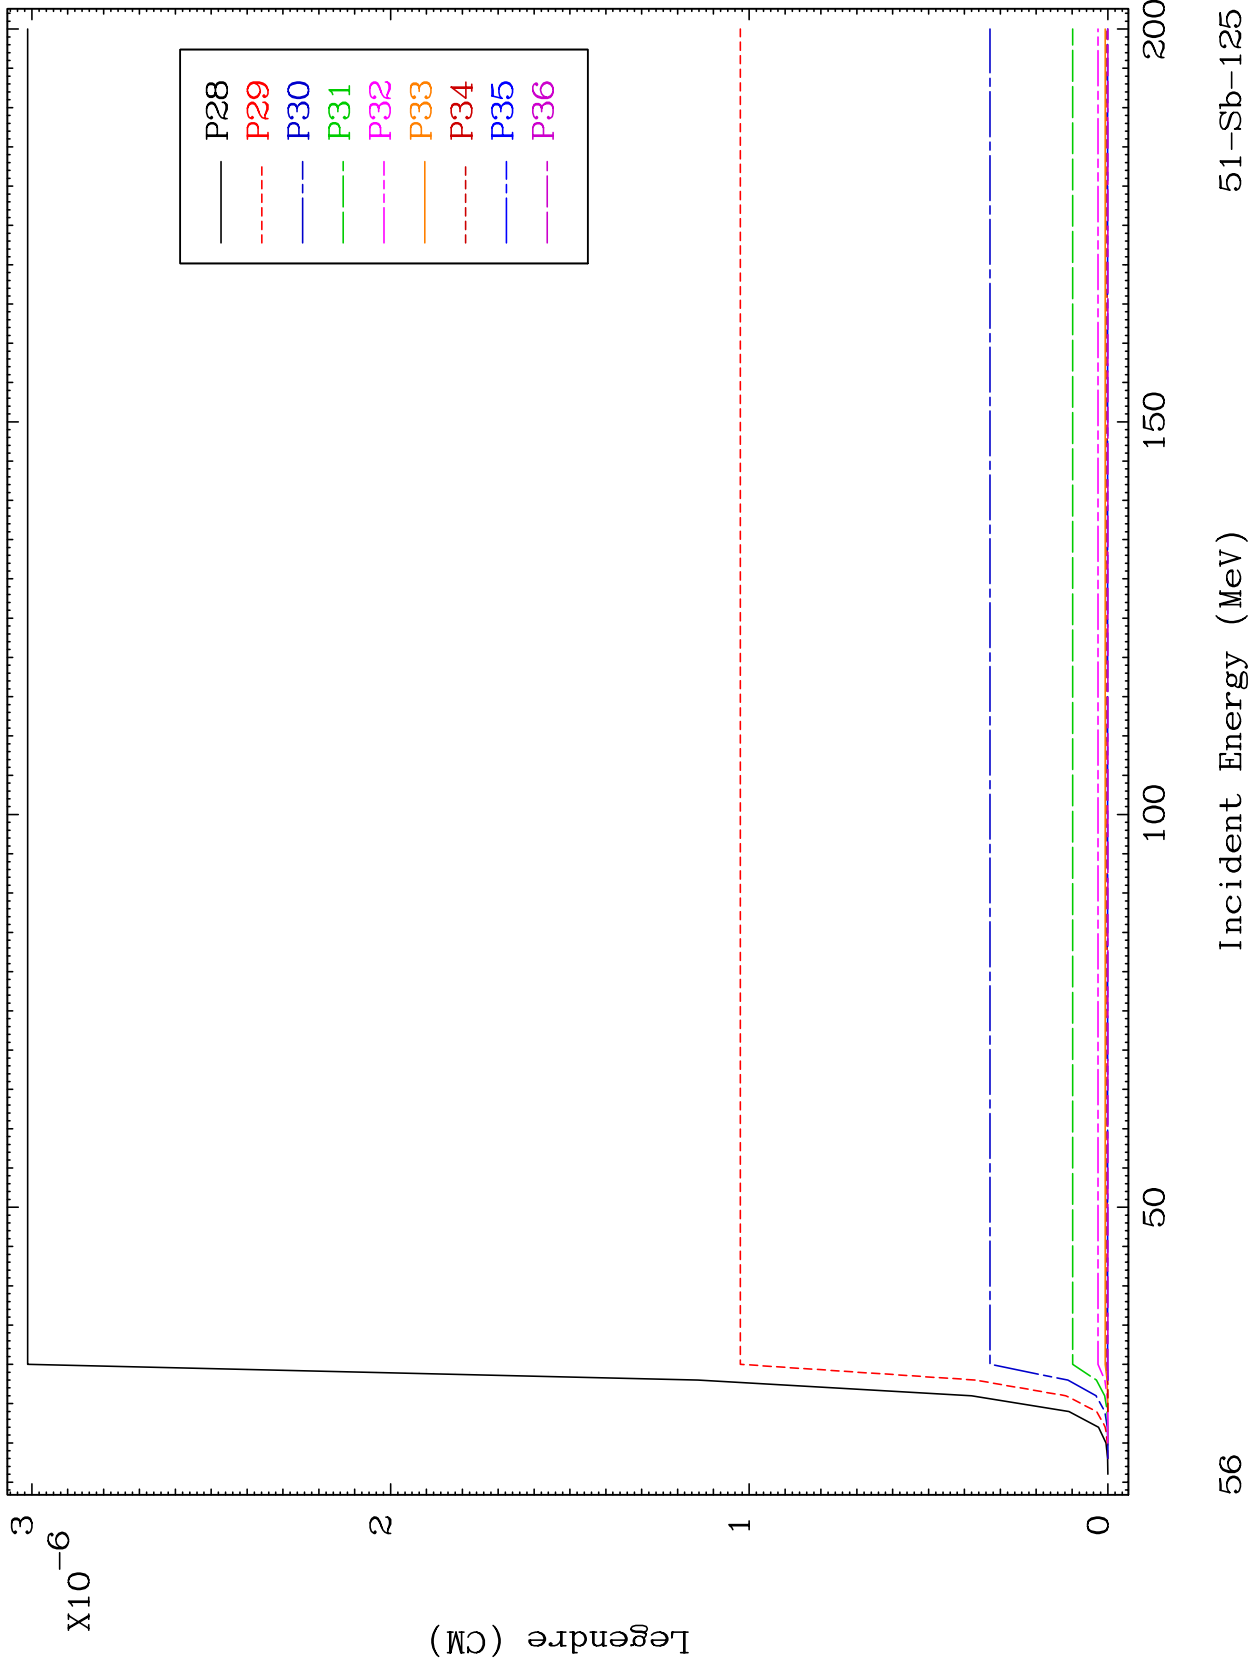 X10⁻⁶
3
2
1
0
Legendre (CM)
P28
P29
P30
P31
P32
P33
P34
P35
P36
50
100
150
200
Incident Energy (MeV)
56
51-Sb-125